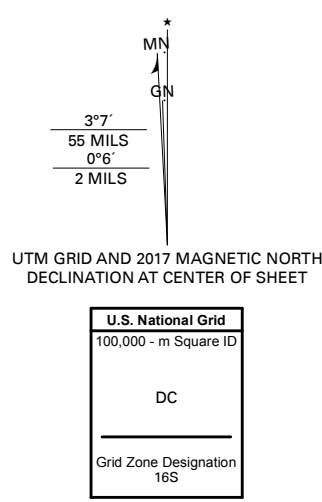 ★
MN
GN
3°7´
55 MILS
0°6´
2 MILS
UTM GRID AND 2017 MAGNETIC NORTH
DECLINATION AT CENTER OF SHEET
U.S. National Grid
100,000 - m Square ID
DC
Grid Zone Designation
16S